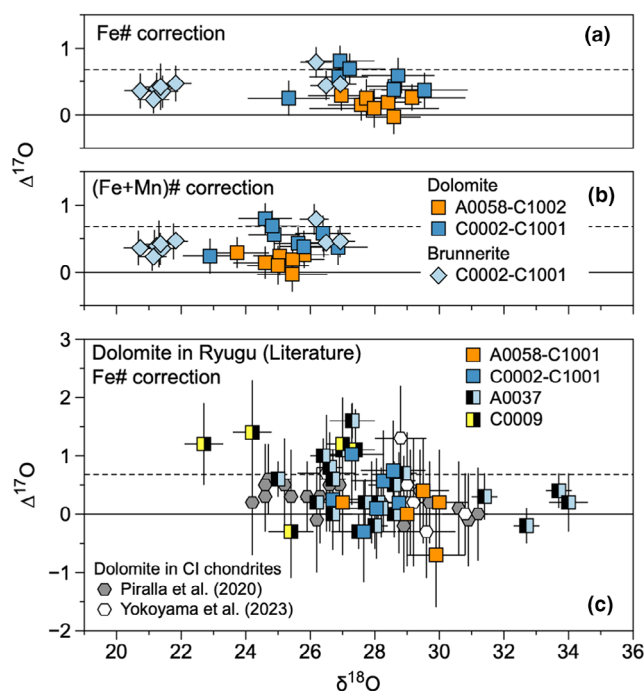 Fe# correction
(a)
1
0
Δ¹⁷O
(Fe+Mn)# correction
(b)
1
0
Dolomite
A0058-C1002
C0002-C1001
Brunnerite
C0002-C1001
3
2
1
0
−1
−2
Δ¹⁷O
Dolomite in Ryugu (Literature)
Fe# correction
A0058-C1001
C0002-C1001
A0037
C0009
Dolomite in CI chondrites
Piralla et al. (2020)
Yokoyama et al. (2023)
(c)
20 22 24 26 28 30 32 34 36
δ¹⁸O